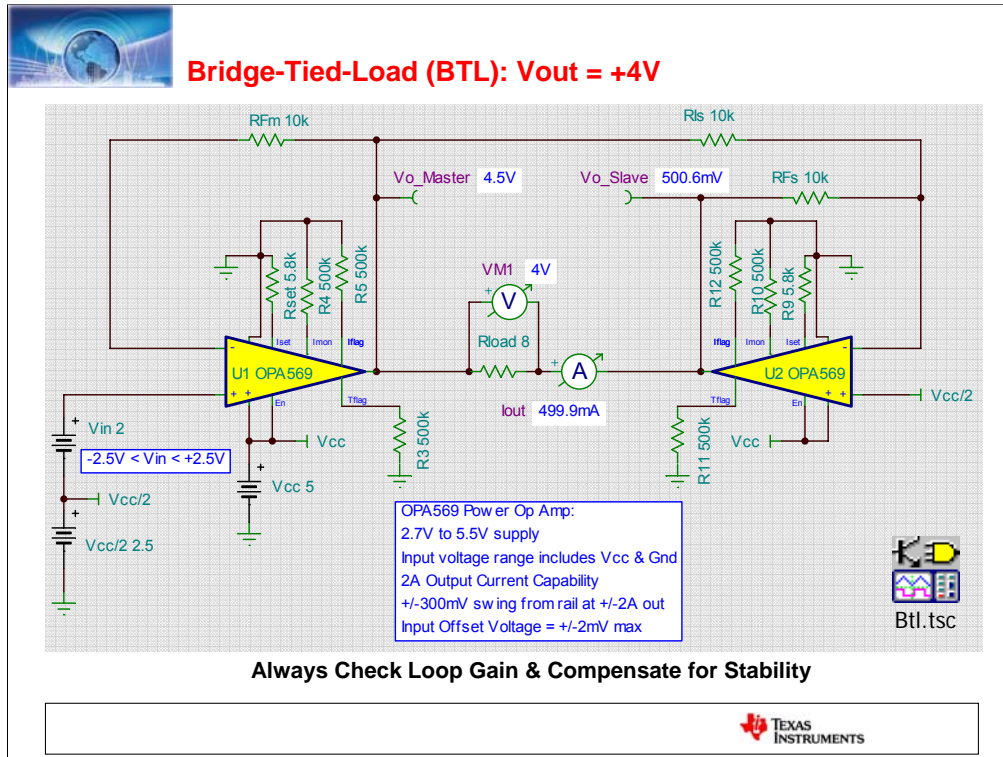 Bridge-Tied-Load (BTL): Vout = +4V
RFm 10k
RIs 10k
Vo_Master 4.5V
Vo_Slave 500.6mV
RFs 10k
Rset 5.8k
R4 500k
R5 500k
VM1 4V
V
R12 500k
R10 500k
R9 5.8k
Iset
Imon
Iflag
Rload 8
Iflag
Imon
Iset
-
U1 OPA569
+
+
En
Tflag
A
-
U2 OPA569
+
+
En
Tflag
Iout 499.9mA
Vcc/2
+
Vin 2
-2.5V < Vin < +2.5V
Vcc
R3 500k
R11 500k
Vcc
+
Vcc 5
Vcc/2
+
Vcc/2 2.5
OPA569 Power Op Amp:
2.7V to 5.5V supply
Input voltage range includes Vcc & Gnd
2A Output Current Capability
+/-300mV swing from rail at +/-2A out
Input Offset Voltage = +/-2mV max
Btl.tsc
Always Check Loop Gain & Compensate for Stability
TEXAS
INSTRUMENTS